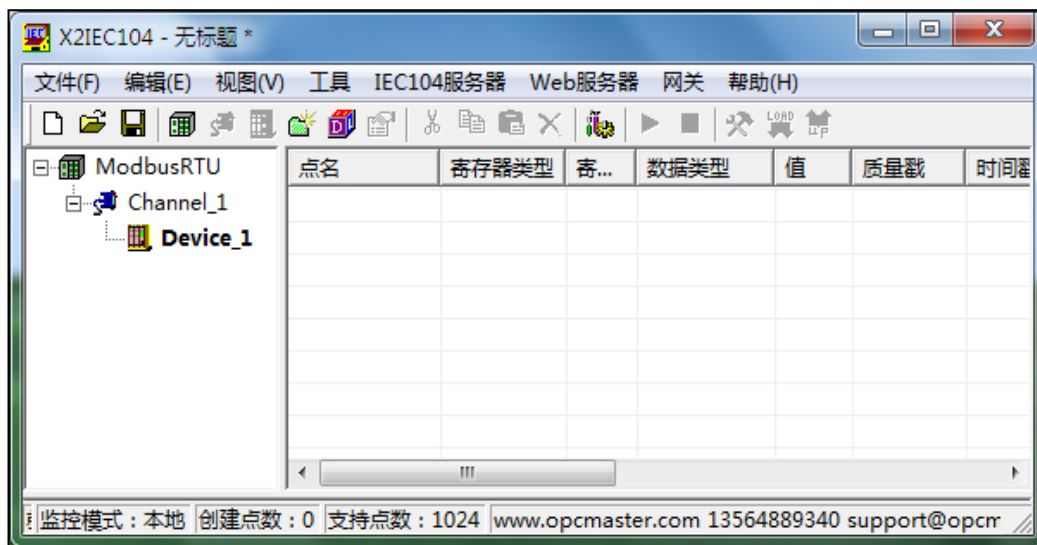 X2IEC104 - 无标题 *
文件(F) 编辑(E) 视图(V) 工具 IEC104服务器 Web服务器 网关 帮助(H)
ModbusRTU
Channel_1
Device_1
点名 寄存器类型 寄... 数据类型 值 质量戳 时间戳
监控模式：本地 创建点数：0 支持点数：1024 www.opcmaster.com 13564889340 support@opcm